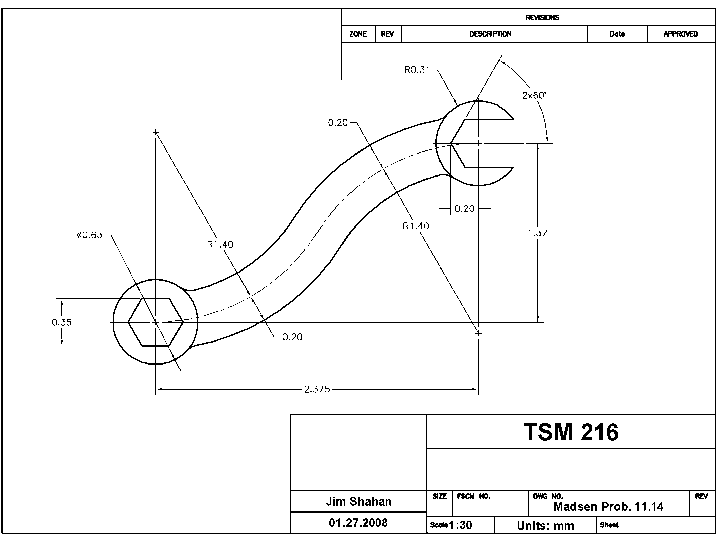 REVISIONS
ZONE REV DESCRIPTION Date APPROVED
R0.31
2x60°
0.20
0.20
R1.40
R1.40
0.35
0.20
2.375
TSM 216
SIZE FSCM NO. DWG NO. REV
Jim Shahan
Madsen Prob. 11.14
01.27.2008
Scale 1:30 Units: mm Sheet